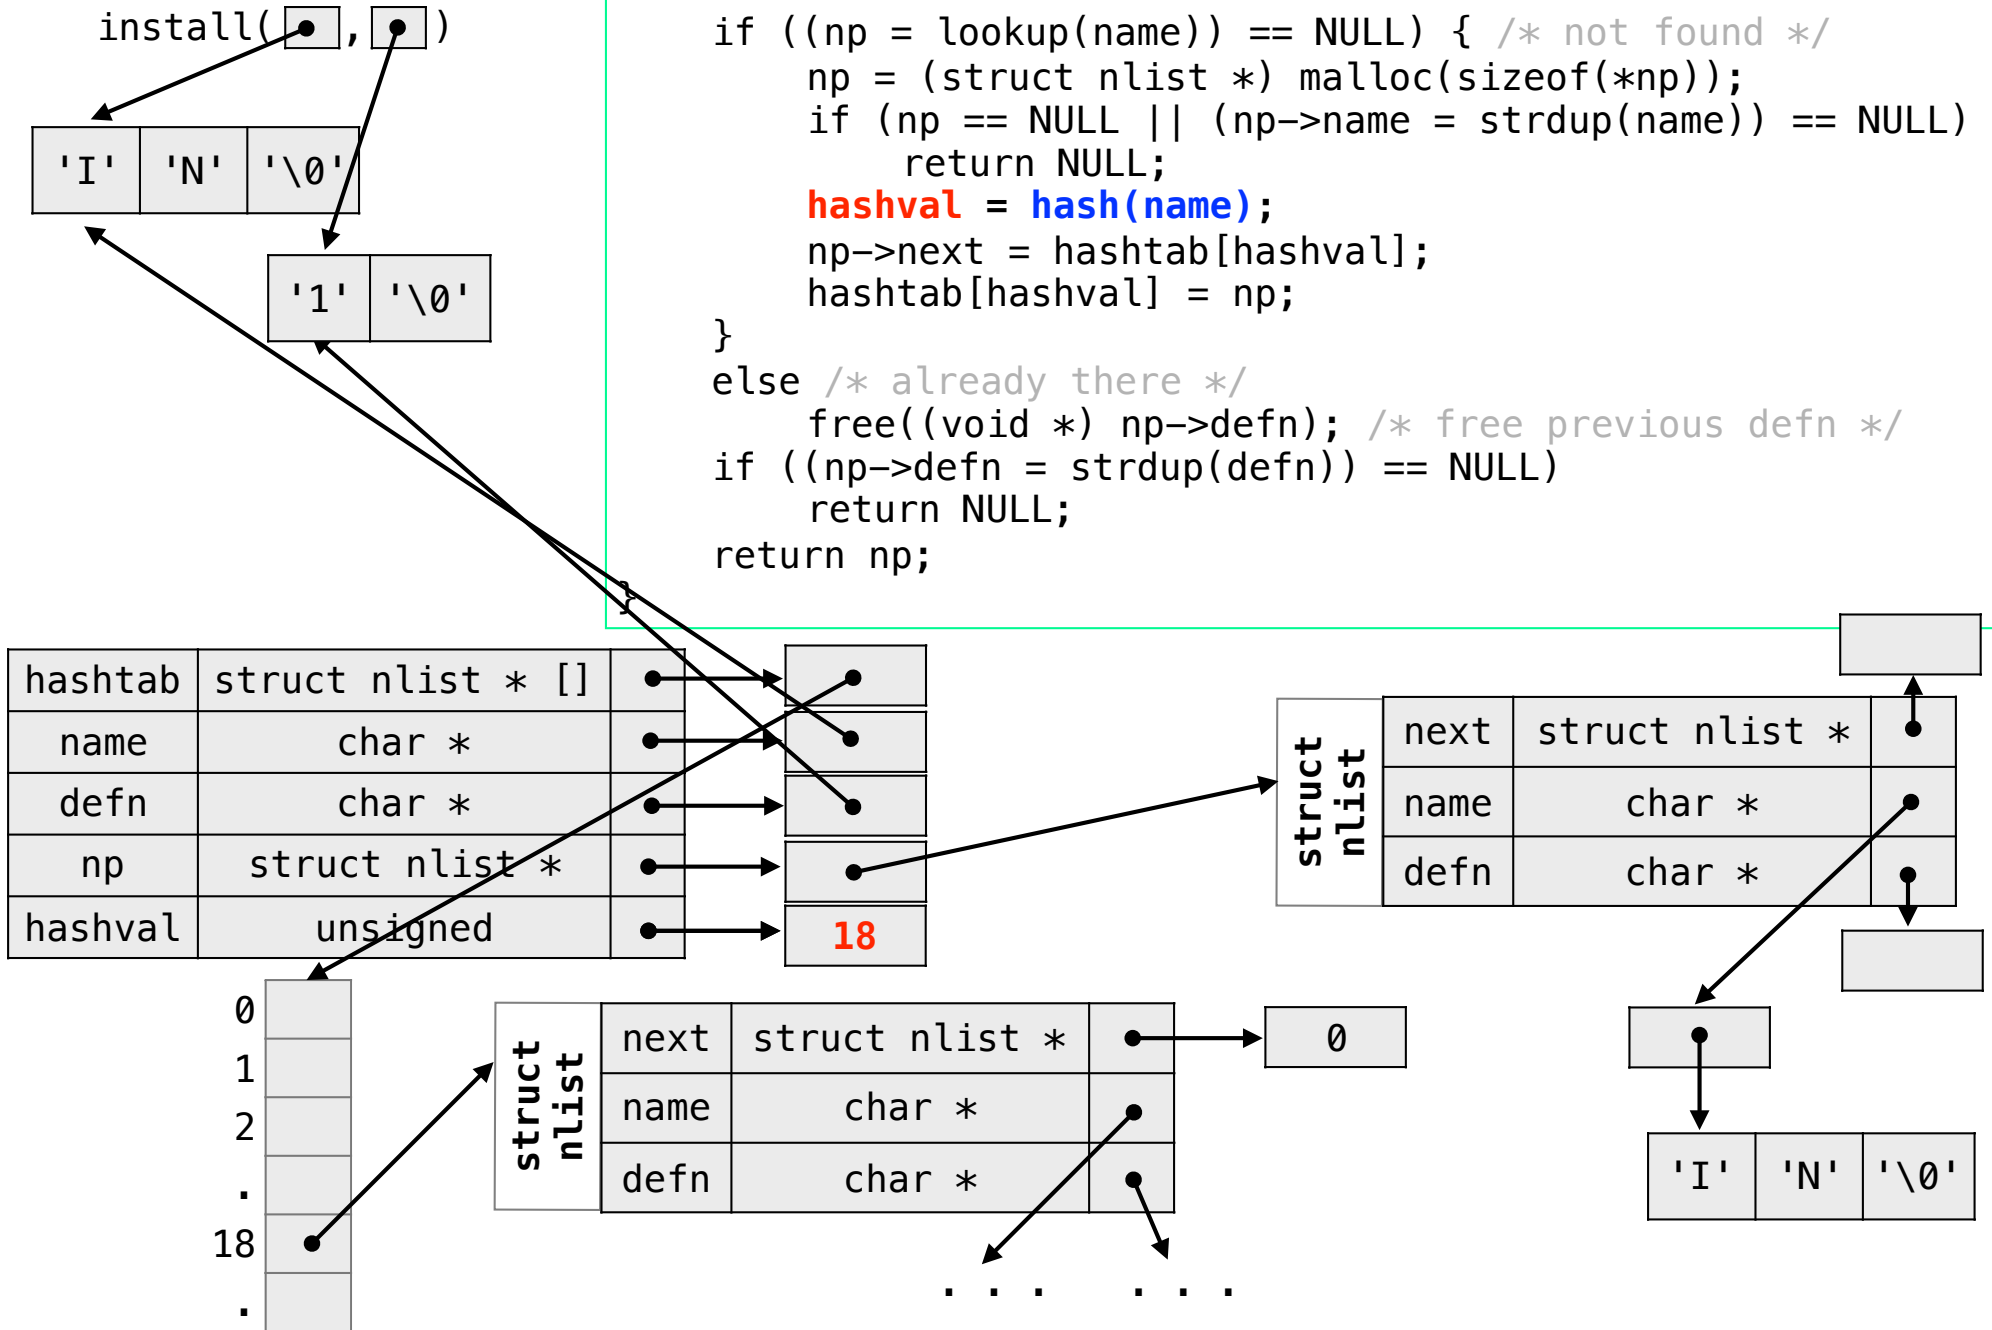 install( , )
'I' 'N' '\0'
'1' '\0'
if ((np = lookup(name)) == NULL) { /* not found */
np = (struct nlist *) malloc(sizeof(*np));
if (np == NULL || (np->name = strdup(name)) == NULL)
return NULL;
hashval = hash(name);
np->next = hashtab[hashval];
hashtab[hashval] = np;
}
else /* already there */
free((void *) np->defn); /* free previous defn */
if ((np->defn = strdup(defn)) == NULL)
return NULL;
return np;
}
hashtab struct nlist * []
name char *
defn char *
np struct nlist *
hashval unsigned 18
struct
nlist
next struct nlist *
name char *
defn char *
'I' 'N' '\0'
0
1
2
.
18
.
struct
nlist
next struct nlist * 0
name char *
defn char *
. . . . . .